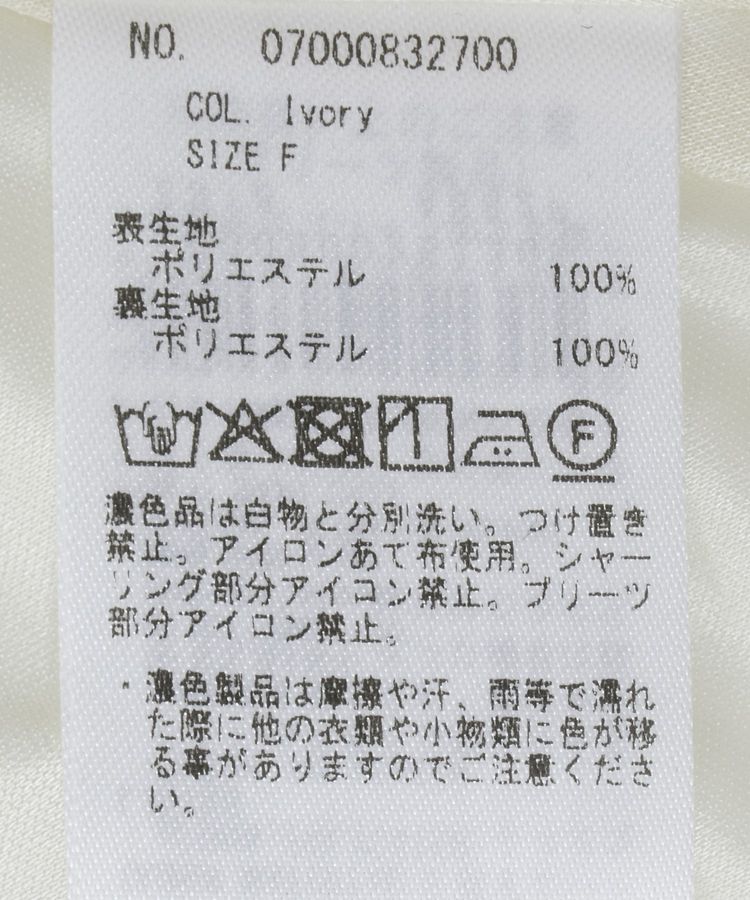 NO. 07000832700
COL. Ivory
SIZE F
表生地
ポリエステル 100%
裏生地
ポリエステル 100%
F
濃色品は白物と分別洗い。つけ置き
禁止。アイロンあて布使用。シャー
リング部分アイロン禁止。プリーツ
部分アイロン禁止。
・濃色製品は摩擦や汗、雨等で濡れ
た際に他の衣類や小物類に色が移
る事がありますのでご注意くださ
い。